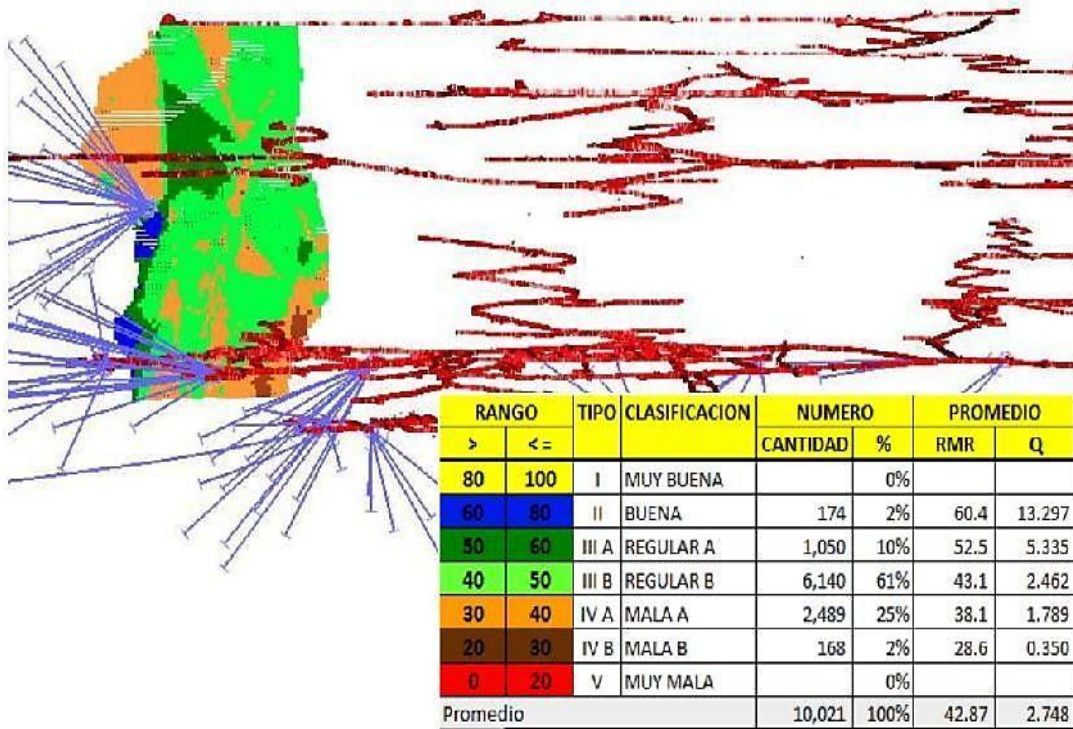 RANGO TIPO CLASIFICACION NUMERO PROMEDIO
> <= CANTIDAD % RMR Q
80 100 I MUY BUENA 0%
60 80 II BUENA 174 2% 60.4 13.297
50 60 III A REGULAR A 1,050 10% 52.5 5.335
40 50 III B REGULAR B 6,140 61% 43.1 2.462
30 40 IV A MALA A 2,489 25% 38.1 1.789
20 30 IV B MALA B 168 2% 28.6 0.350
0 20 V MUY MALA 0%
Promedio 10,021 100% 42.87 2.748